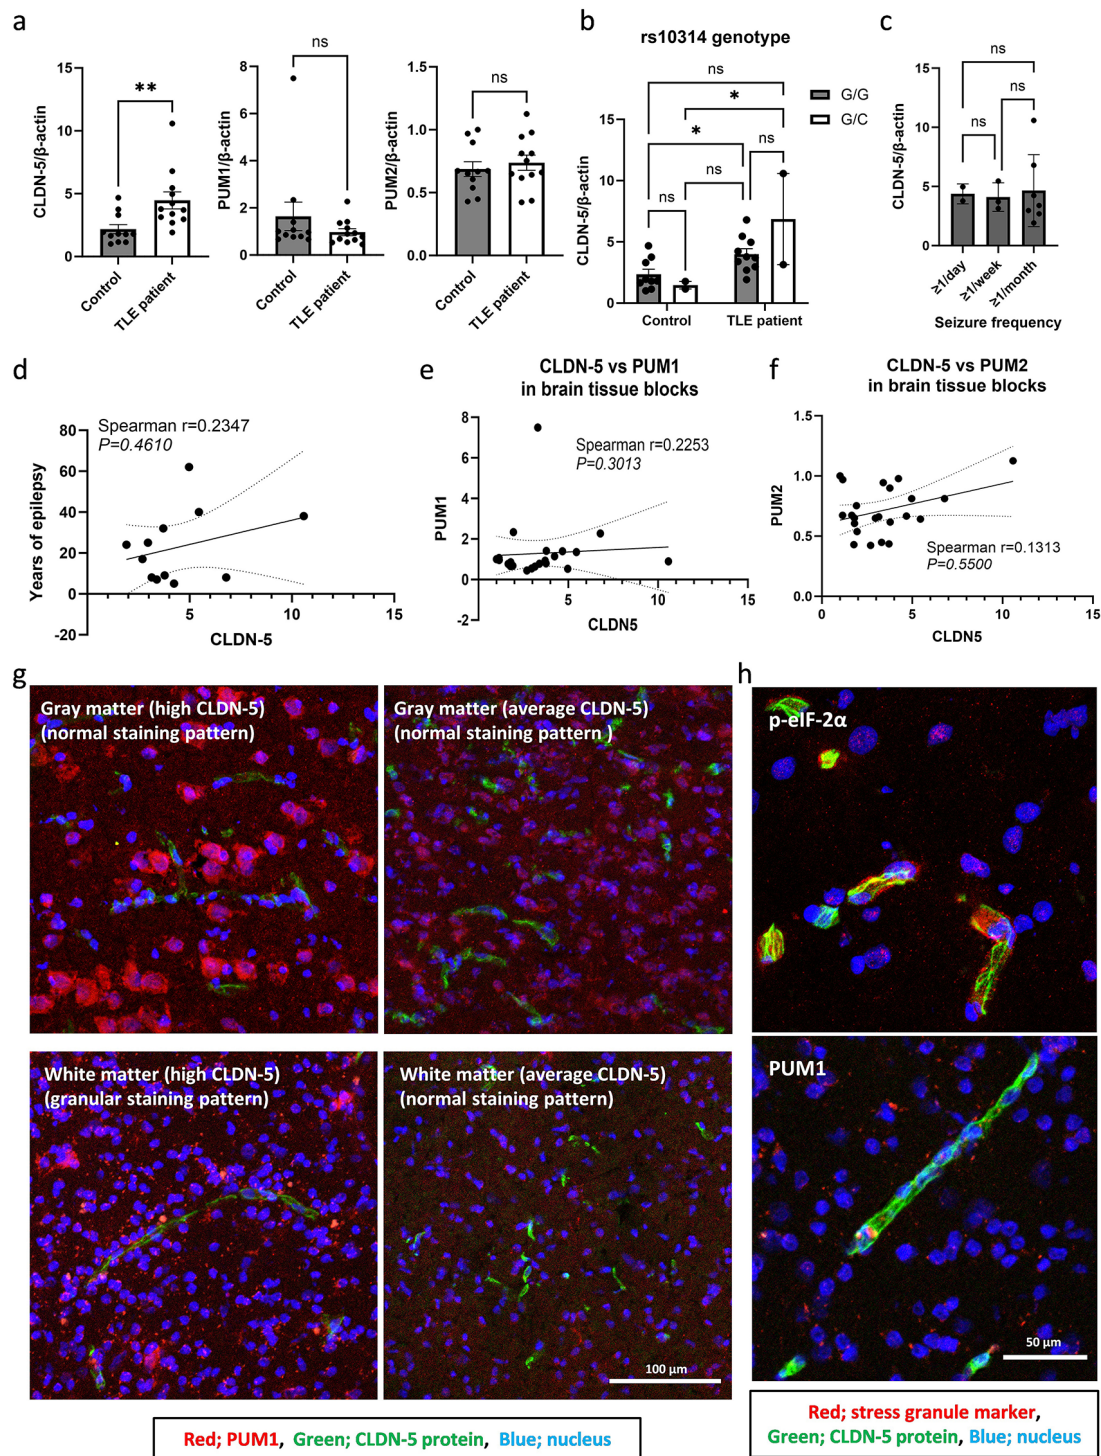 a
15
10
5
0
CLDN-5/β-actin
**
Control
TLE patient
8
6
4
2
0
PUM1/β-actin
ns
Control
TLE patient
1.5
1.0
0.5
0.0
PUM2/β-actin
ns
Control
TLE patient
b
rs10314 genotype
G/G
G/C
15
10
5
0
CLDN-5/β-actin
ns
*
*
ns
ns
ns
Control
TLE patient
c
15
10
5
0
CLDN-5/β-actin
ns
ns
ns
≥1/day
≥1/week
≥1/month
Seizure frequency
d
Spearman r=0.2347
P=0.4610
80
60
40
20
0
-20
Years of epilepsy
5
10
15
CLDN-5
e
CLDN-5 vs PUM1
in brain tissue blocks
Spearman r=0.2253
P=0.3013
8
6
4
2
0
-2
PUM1
5
10
15
CLDN5
f
CLDN-5 vs PUM2
in brain tissue blocks
1.5
1.0
0.5
0.0
PUM2
Spearman r=0.1313
P=0.5500
0
5
10
15
CLDN5
g
Gray matter (high CLDN-5)
(normal staining pattern)
Gray matter (average CLDN-5)
(normal staining pattern )
White matter (high CLDN-5)
(granular staining pattern)
White matter (average CLDN-5)
(normal staining pattern)
100 µm
Red; PUM1, Green; CLDN-5 protein, Blue; nucleus
h
p-eIF-2α
PUM1
50 µm
Red; stress granule marker,
Green; CLDN-5 protein, Blue; nucleus